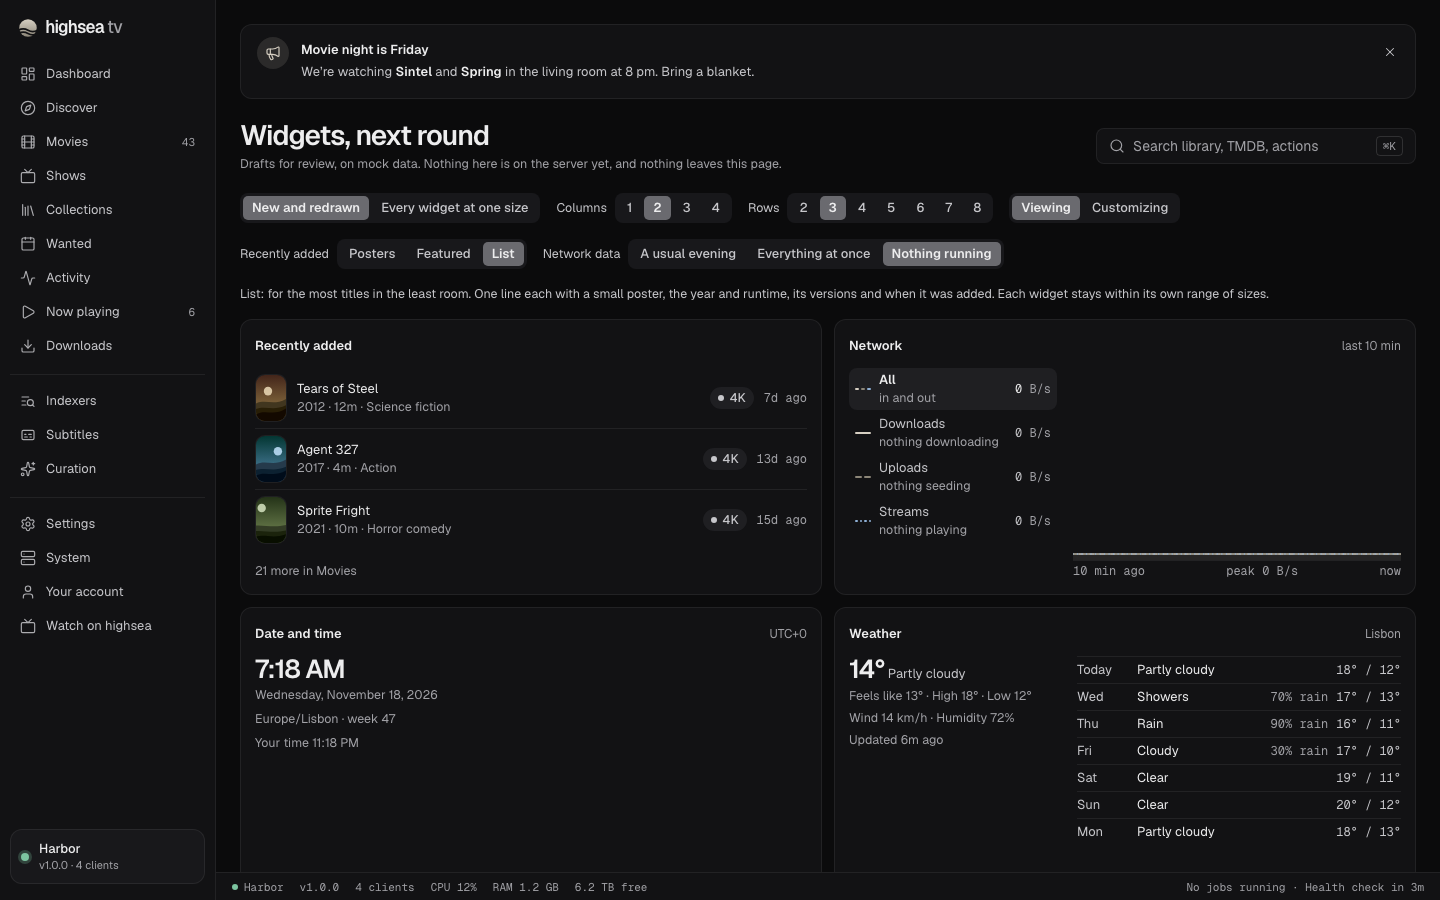 highsea tv
Dashboard
Discover
Movies 43
Shows
Collections
Wanted
Activity
Now playing 6
Downloads
Indexers
Subtitles
Curation
Settings
System
Your account
Watch on highsea
Harbor
v1.0.0 · 4 clients
Movie night is Friday
We're watching Sintel and Spring in the living room at 8 pm. Bring a blanket.
Widgets, next round
Drafts for review, on mock data. Nothing here is on the server yet, and nothing leaves this page.
Search library, TMDB, actions ⌘K
New and redrawn Every widget at one size Columns 1 2 3 4 Rows 2 3 4 5 6 7 8 Viewing Customizing
Recently added Posters Featured List Network data A usual evening Everything at once Nothing running
List: for the most titles in the least room. One line each with a small poster, the year and runtime, its versions and when it was added. Each widget stays within its own range of sizes.
Recently added
Tears of Steel
2012 · 12m · Science fiction
4K 7d ago
Agent 327
2017 · 4m · Action
4K 13d ago
Sprite Fright
2021 · 10m · Horror comedy
4K 15d ago
21 more in Movies
Network last 10 min
All
in and out
0 B/s
Downloads
nothing downloading
0 B/s
Uploads
nothing seeding
0 B/s
Streams
nothing playing
0 B/s
10 min ago peak 0 B/s now
Date and time UTC+0
7:18 AM
Wednesday, November 18, 2026
Europe/Lisbon · week 47
Your time 11:18 PM
Weather Lisbon
14° Partly cloudy
Feels like 13° · High 18° · Low 12°
Wind 14 km/h · Humidity 72%
Updated 6m ago
Today Partly cloudy 18° / 12°
Wed Showers 70% rain 17° / 13°
Thu Rain 90% rain 16° / 11°
Fri Cloudy 30% rain 17° / 10°
Sat Clear 19° / 11°
Sun Clear 20° / 12°
Mon Partly cloudy 18° / 13°
Harbor v1.0.0 4 clients CPU 12% RAM 1.2 GB 6.2 TB free
No jobs running · Health check in 3m